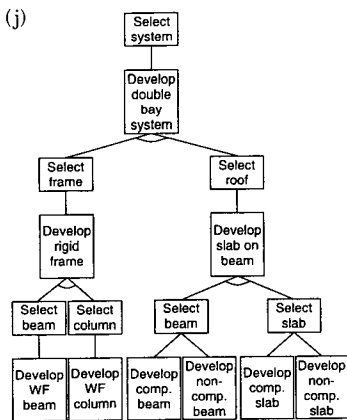 (j)
Select
system
Develop
double
bay
system
Select
frame
Select
roof
Develop
rigid
frame
Develop
slab on
beam
Select
beam
Select
column
Select
beam
Select
slab
Develop
WF
beam
Develop
WF
column
Develop
comp.
beam
Develop
non-
comp.
beam
Develop
comp.
slab
Develop
non-
comp.
slab